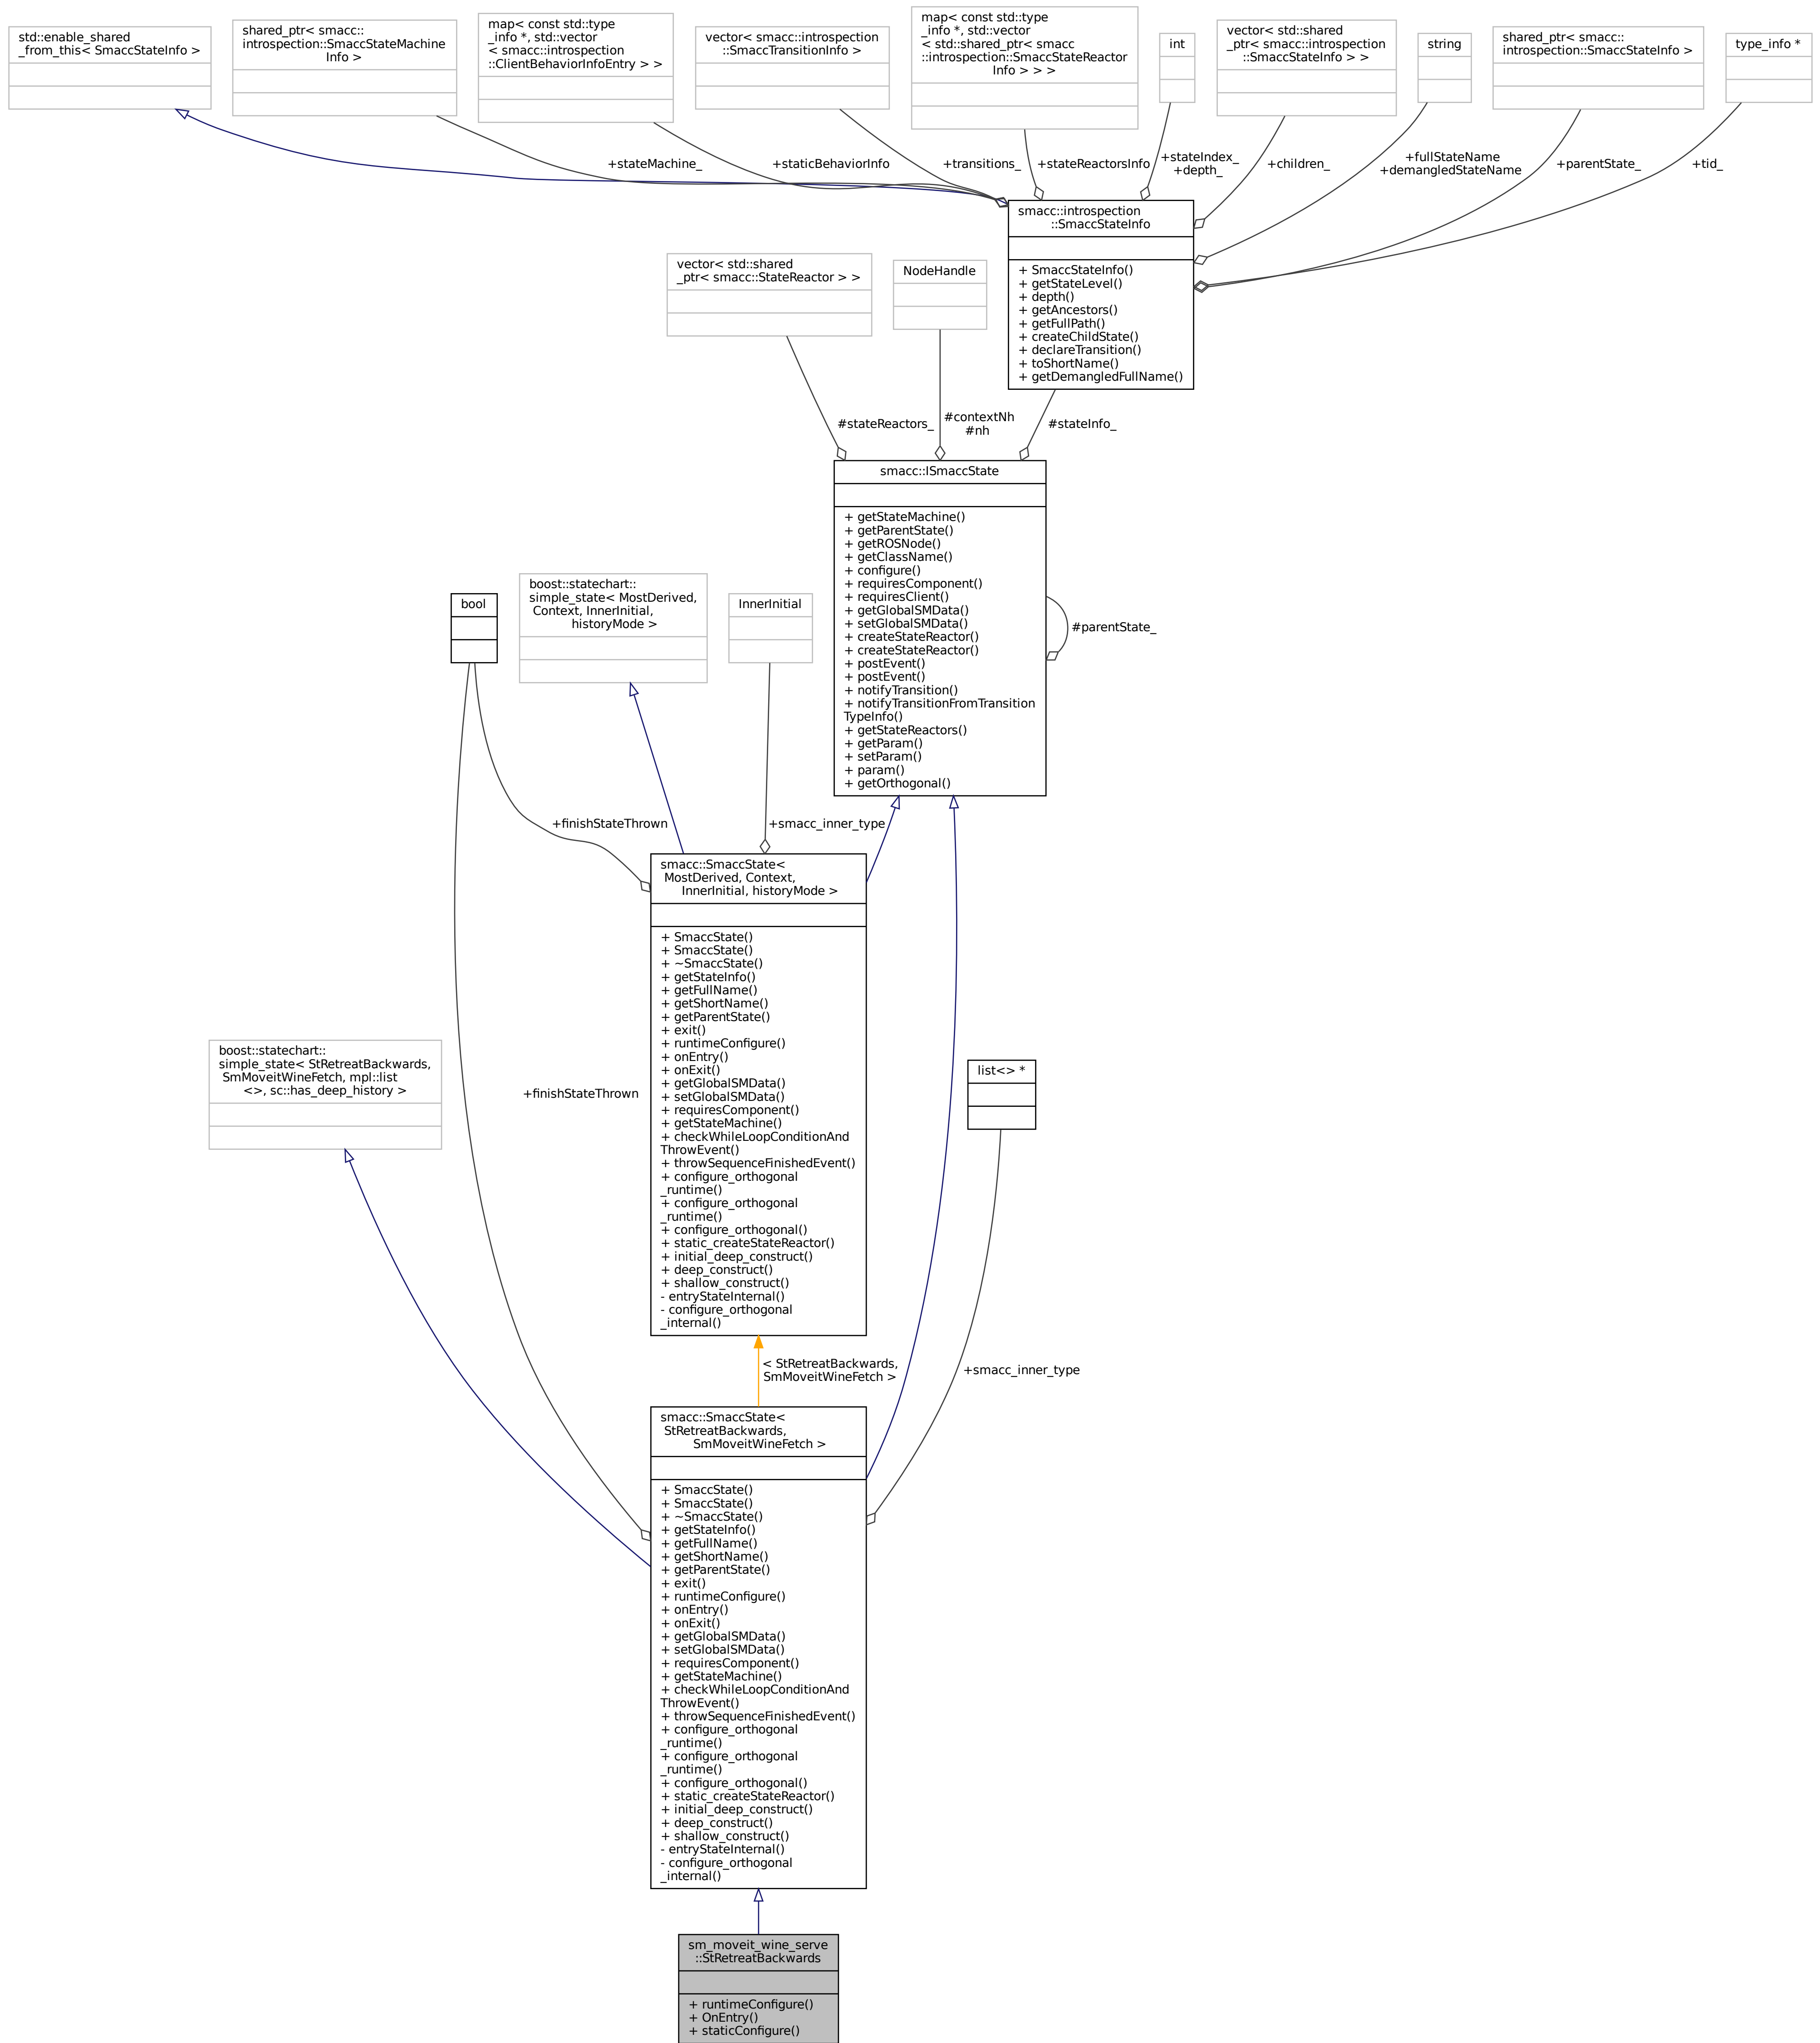 std::enable_shared
_from_this< SmaccStateInfo >
shared_ptr< smacc::
introspection::SmaccStateMachine
Info >
map< const std::type
_info *, std::vector
< smacc::introspection
::ClientBehaviorInfoEntry > >
vector< smacc::introspection
::SmaccTransitionInfo >
map< const std::type
_info *, std::vector
< std::shared_ptr< smacc
::introspection::SmaccStateReactor
Info > > >
int
vector< std::shared
_ptr< smacc::introspection
::SmaccStateInfo > >
string
shared_ptr< smacc::
introspection::SmaccStateInfo >
type_info *
+stateMachine_
+staticBehaviorInfo
+transitions_
+stateReactorsInfo
+stateIndex_
+depth_
+children_
+fullStateName
+demangledStateName
+parentState_
+tid_
smacc::introspection
::SmaccStateInfo
+ SmaccStateInfo()
+ getStateLevel()
+ depth()
+ getAncestors()
+ getFullPath()
+ createChildState()
+ declareTransition()
+ toShortName()
+ getDemangledFullName()
vector< std::shared
_ptr< smacc::StateReactor > >
NodeHandle
#stateReactors_
#contextNh
#nh
#stateInfo_
smacc::ISmaccState
+ getStateMachine()
+ getParentState()
+ getROSNode()
+ getClassName()
+ configure()
+ requiresComponent()
+ requiresClient()
+ getGlobalSMData()
+ setGlobalSMData()
+ createStateReactor()
+ createStateReactor()
+ postEvent()
+ postEvent()
+ notifyTransition()
+ notifyTransitionFromTransition
TypeInfo()
+ getStateReactors()
+ getParam()
+ setParam()
+ param()
+ getOrthogonal()
#parentState_
bool
boost::statechart::
simple_state< MostDerived,
Context, InnerInitial,
historyMode >
InnerInitial
+finishStateThrown
+smacc_inner_type
smacc::SmaccState<
MostDerived, Context,
InnerInitial, historyMode >
+ SmaccState()
+ SmaccState()
+ ~SmaccState()
+ getStateInfo()
+ getFullName()
+ getShortName()
+ getParentState()
+ exit()
+ runtimeConfigure()
+ onEntry()
+ onExit()
+ getGlobalSMData()
+ setGlobalSMData()
+ requiresComponent()
+ getStateMachine()
+ checkWhileLoopConditionAnd
ThrowEvent()
+ throwSequenceFinishedEvent()
+ configure_orthogonal
_runtime()
+ configure_orthogonal
_runtime()
+ configure_orthogonal()
+ static_createStateReactor()
+ initial_deep_construct()
+ deep_construct()
+ shallow_construct()
- entryStateInternal()
- configure_orthogonal
_internal()
boost::statechart::
simple_state< StRetreatBackwards,
SmMoveitWineFetch, mpl::list
<>, sc::has_deep_history >
+finishStateThrown
list<> *
< StRetreatBackwards,
SmMoveitWineFetch >
+smacc_inner_type
smacc::SmaccState<
StRetreatBackwards,
SmMoveitWineFetch >
+ SmaccState()
+ SmaccState()
+ ~SmaccState()
+ getStateInfo()
+ getFullName()
+ getShortName()
+ getParentState()
+ exit()
+ runtimeConfigure()
+ onEntry()
+ onExit()
+ getGlobalSMData()
+ setGlobalSMData()
+ requiresComponent()
+ getStateMachine()
+ checkWhileLoopConditionAnd
ThrowEvent()
+ throwSequenceFinishedEvent()
+ configure_orthogonal
_runtime()
+ configure_orthogonal
_runtime()
+ configure_orthogonal()
+ static_createStateReactor()
+ initial_deep_construct()
+ deep_construct()
+ shallow_construct()
- entryStateInternal()
- configure_orthogonal
_internal()
sm_moveit_wine_serve
::StRetreatBackwards
+ runtimeConfigure()
+ OnEntry()
+ staticConfigure()